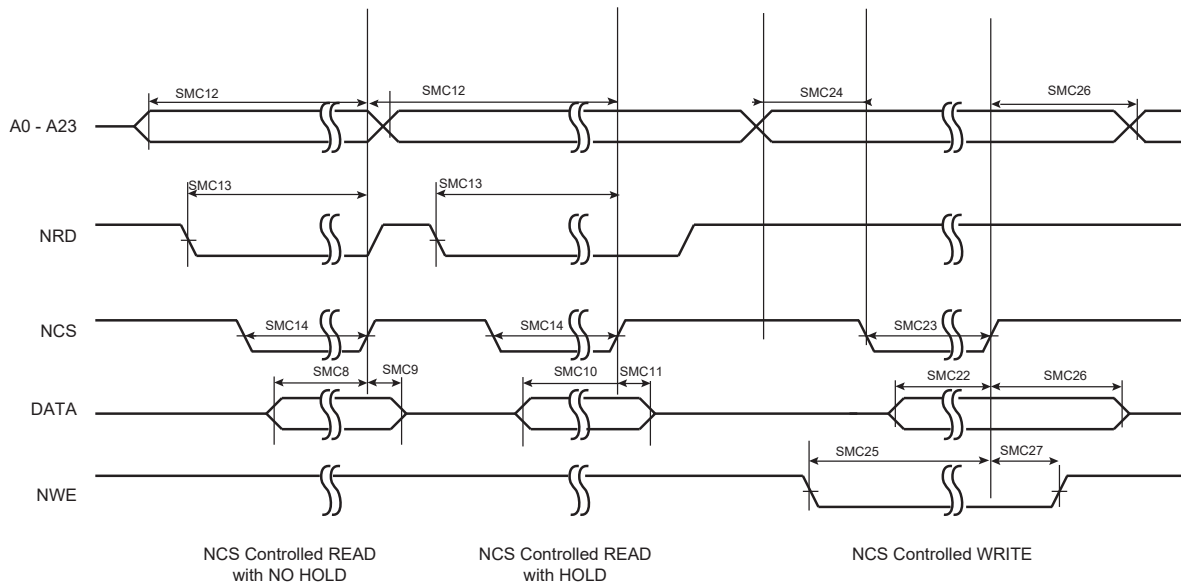 SMC12
SMC12
SMC24
SMC26
A0 - A23
SMC13
SMC13
NRD
NCS
SMC14
SMC14
SMC23
SMC8
SMC9
SMC10
SMC11
SMC22
SMC26
DATA
SMC25
SMC27
NWE
NCS Controlled READ
with NO HOLD
NCS Controlled READ
with HOLD
NCS Controlled WRITE